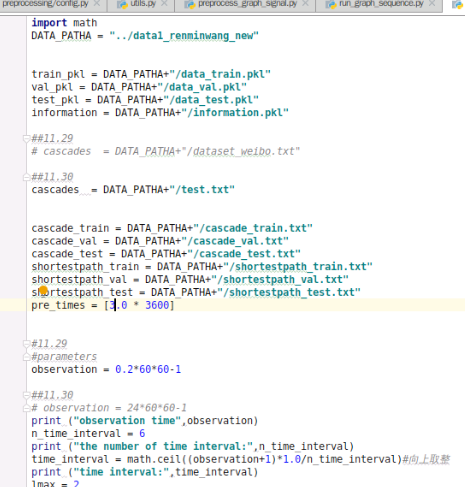 preprocessing/config.py utils.py preprocess_graph_signal.py run_graph_sequence.py
import math
DATA_PATHA = "../data1_renminwang_new"
train_pkl = DATA_PATHA+"/data_train.pkl"
val_pkl = DATA_PATHA+"/data_val.pkl"
test_pkl = DATA_PATHA+"/data_test.pkl"
information = DATA_PATHA+"/information.pkl"
##11.29
# cascades  = DATA_PATHA+"/dataset_weibo.txt"
##11.30
cascades  = DATA_PATHA+"/test.txt"
cascade_train = DATA_PATHA+"/cascade_train.txt"
cascade_val = DATA_PATHA+"/cascade_val.txt"
cascade_test = DATA_PATHA+"/cascade_test.txt"
shortestpath_train = DATA_PATHA+"/shortestpath_train.txt"
shortestpath_val = DATA_PATHA+"/shortestpath_val.txt"
shortestpath_test = DATA_PATHA+"/shortestpath_test.txt"
pre_times = [3.0 * 3600]
#11.29
#parameters
observation = 0.2*60*60-1
##11.30
# observation = 24*60*60-1
print ("observation time",observation)
n_time_interval = 6
print ("the number of time interval:",n_time_interval)
time_interval = math.ceil((observation+1)*1.0/n_time_interval)#向上取整
print ("time interval:",time_interval)
lmax = 2